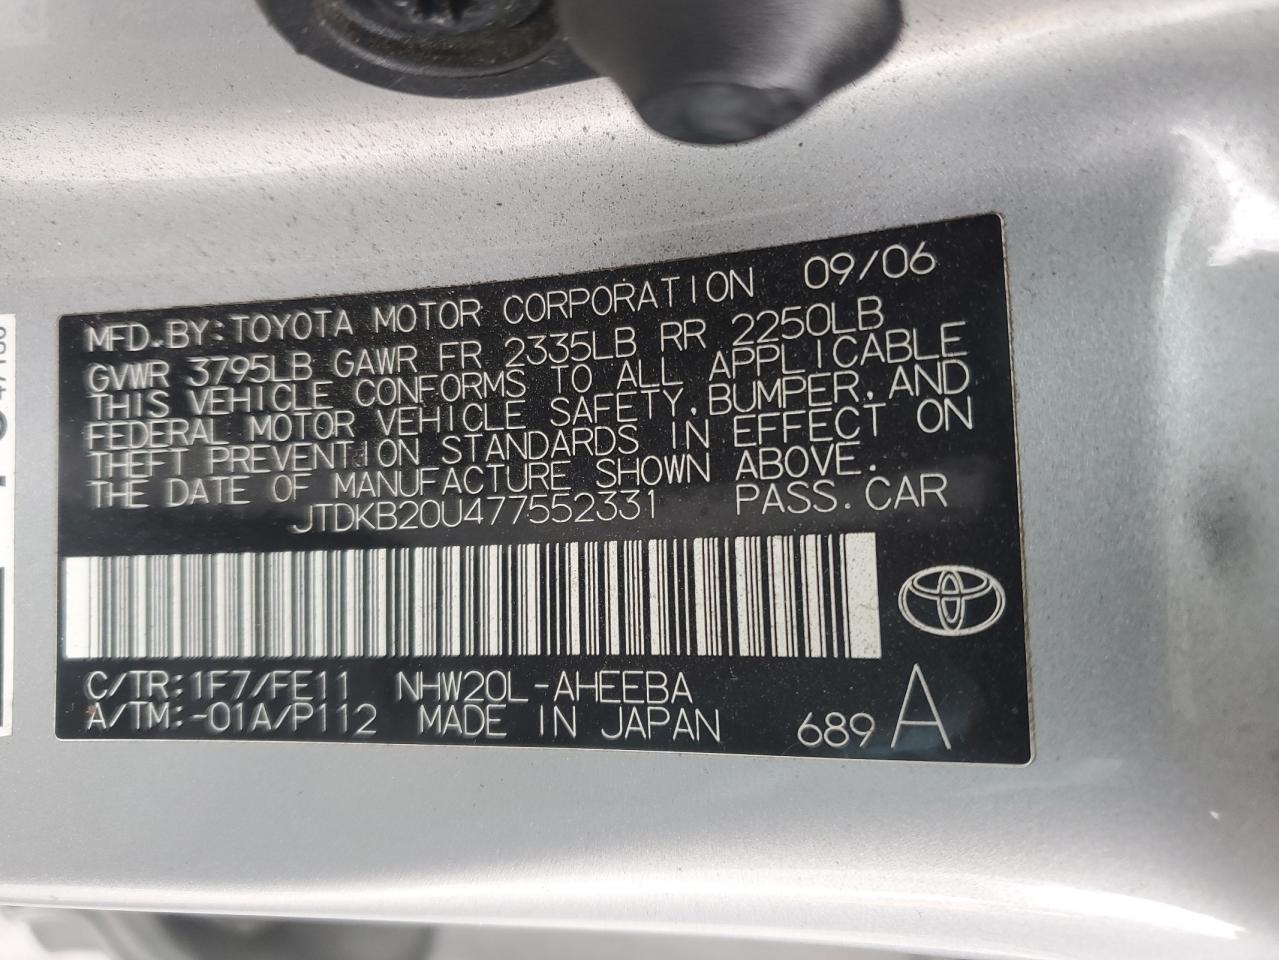 MFD.BY:TOYOTA MOTOR CORPORATION 09/06
GVWR 3795LB GAWR FR 2335LB RR 2250LB
THIS VEHICLE CONFORMS TO ALL APPLICABLE
FEDERAL MOTOR VEHICLE SAFETY,BUMPER,AND
THEFT PREVENTION STANDARDS IN EFFECT ON
THE DATE OF MANUFACTURE SHOWN ABOVE.
JTDKB20U477552331 PASS.CAR
C/TR:1F7/FE11 NHW20L-AHEEBA
A/TM:-01A/P112 MADE IN JAPAN 689 A